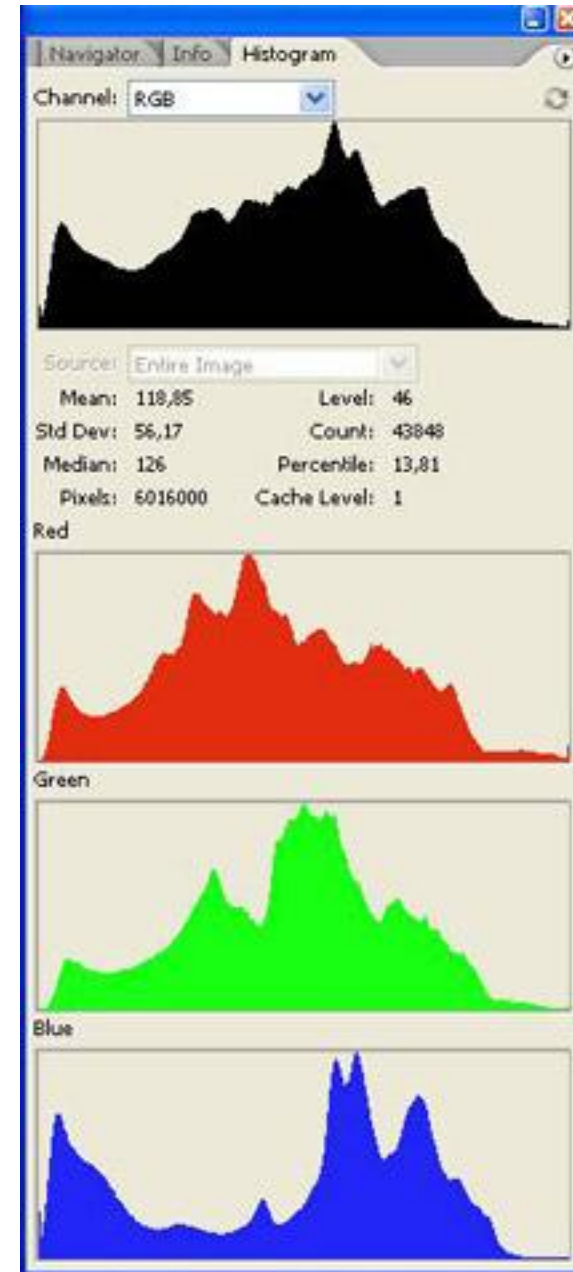 Navigator Info Histogram
Channel: RGB
Source: Entire Image
Mean: 118,85 Level: 46
Std Dev: 56,17 Count: 43848
Median: 126 Percentile: 13,81
Pixels: 6016000 Cache Level: 1
Red
Green
Blue